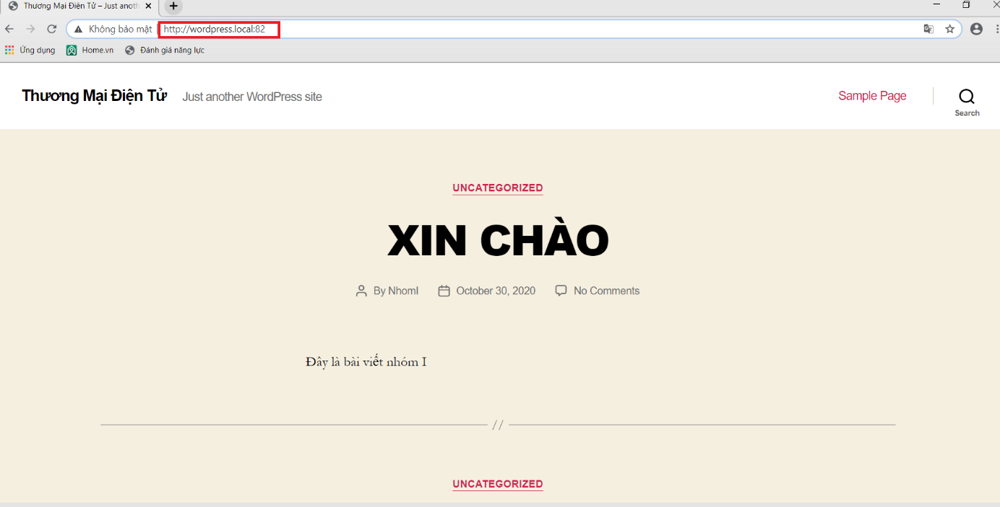 Thương Mại Điện Tử – Just anoth
Không bảo mật http://wordpress.local:82
Ứng dụng Home.vn Đánh giá năng lực
Thương Mại Điện Tử Just another WordPress site Sample Page
Search
UNCATEGORIZED
XIN CHÀO
By NhomI October 30, 2020 No Comments
Đây là bài viết nhóm I
//
UNCATEGORIZED